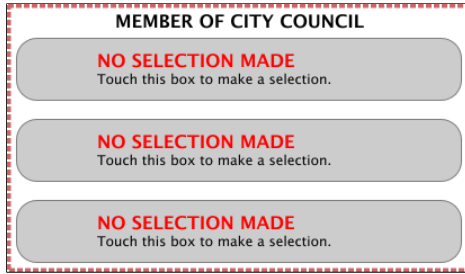 MEMBER OF CITY COUNCIL
NO SELECTION MADE
Touch this box to make a selection.
NO SELECTION MADE
Touch this box to make a selection.
NO SELECTION MADE
Touch this box to make a selection.